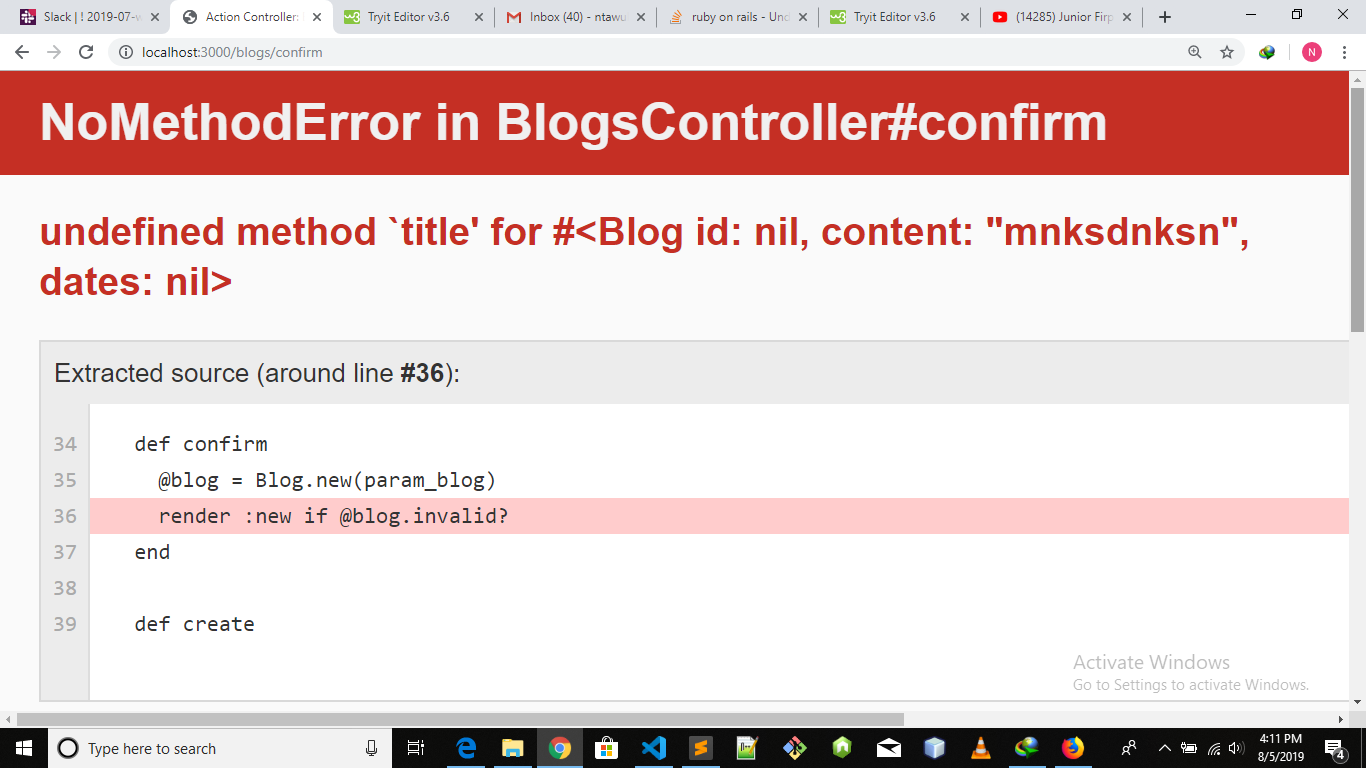 Slack | ! 2019-07-w
Action Controller:
Tryit Editor v3.6
Inbox (40) - ntawu
ruby on rails - Und
Tryit Editor v3.6
(14285) Junior Firp
localhost:3000/blogs/confirm
N
NoMethodError in BlogsController#confirm
undefined method `title' for #<Blog id: nil, content: "mnksdnksn",
dates: nil>
Extracted source (around line #36):
34 def confirm
35 @blog = Blog.new(param_blog)
36 render :new if @blog.invalid?
37 end
38
39 def create
Activate Windows
Go to Settings to activate Windows.
Type here to search
4:11 PM
8/5/2019
4